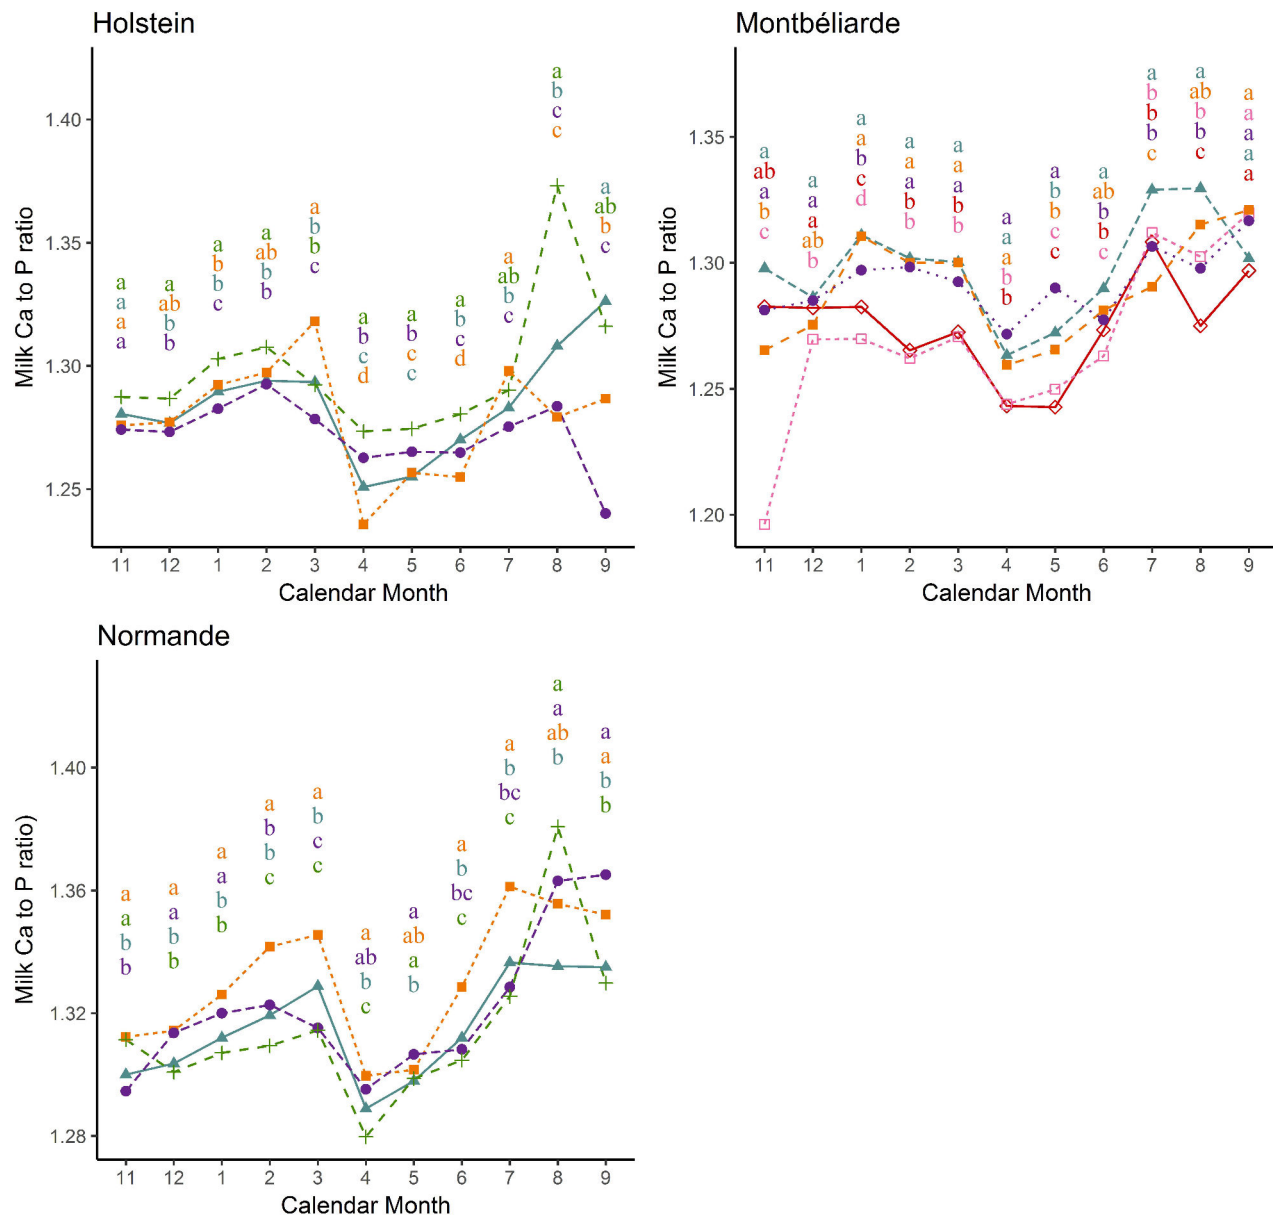 Holstein
Milk Ca to P ratio
1.40
1.35
1.30
1.25
a
a
a
a
a
ab
b
b
a
b
b
c
a
ab
b
b
a
b
b
c
a
b
c
d
a
b
c
c
a
b
c
d
a
ab
b
c
a
b
c
c
a
ab
b
c
11 12 1 2 3 4 5 6 7 8 9
Calendar Month
Montbéliarde
Milk Ca to P ratio
1.35
1.30
1.25
1.20
a
ab
a
b
c
a
a
a
ab
b
a
a
b
c
d
a
a
a
b
b
a
a
a
b
b
a
a
a
b
b
a
b
b
c
c
a
ab
b
b
c
a
b
b
b
c
a
ab
b
b
c
a
a
a
a
a
11 12 1 2 3 4 5 6 7 8 9
Calendar Month
Normande
Milk Ca to P ratio)
1.40
1.36
1.32
1.28
a
a
b
b
a
a
b
b
a
a
b
b
a
b
b
c
a
b
c
c
a
ab
b
c
a
ab
a
b
a
b
bc
c
a
b
bc
c
a
a
ab
b
a
a
b
b
11 12 1 2 3 4 5 6 7 8 9
Calendar Month